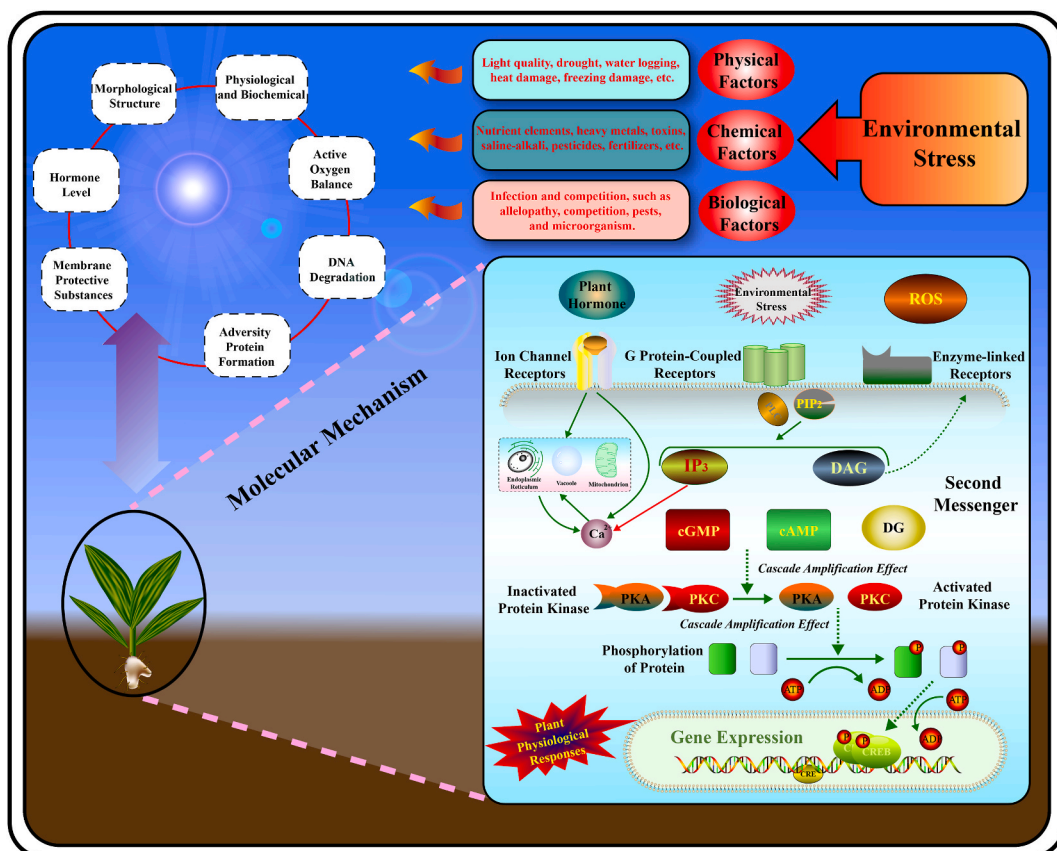 Morphological
Structure
Physiological
and Biochemical
Active
Oxygen
Balance
DNA
Degradation
Adversity
Protein
Formation
Membrane
Protective
Substances
Hormone
Level
Light quality, drought, water logging,
heat damage, freezing damage, etc.
Physical
Factors
Nutrient elements, heavy metals, toxins,
saline-alkali, pesticides, fertilizers, etc.
Chemical
Factors
Infection and competition, such as
allelopathy, competition, pests,
and microorganism.
Biological
Factors
Environmental
Stress
Molecular Mechanism
Plant
Hormone
Environmental
Stress
ROS
Ion Channel
Receptors
G Protein-Coupled
Receptors
Enzyme-linked
Receptors
PLC
PIP2
Endoplasmic
Reticulum
Vacuole
Mitochondrion
IP3
DAG
Second
Messenger
Ca2+
cGMP
cAMP
DG
Cascade Amplification Effect
Inactivated
Protein Kinase
PKA
PKC
PKA
PKC
Activated
Protein Kinase
Cascade Amplification Effect
Phosphorylation
of Protein
P
P
ATP
ADP
ATP
Plant
Physiological
Responses
Gene Expression
P
P
CREB
ADP
CRE